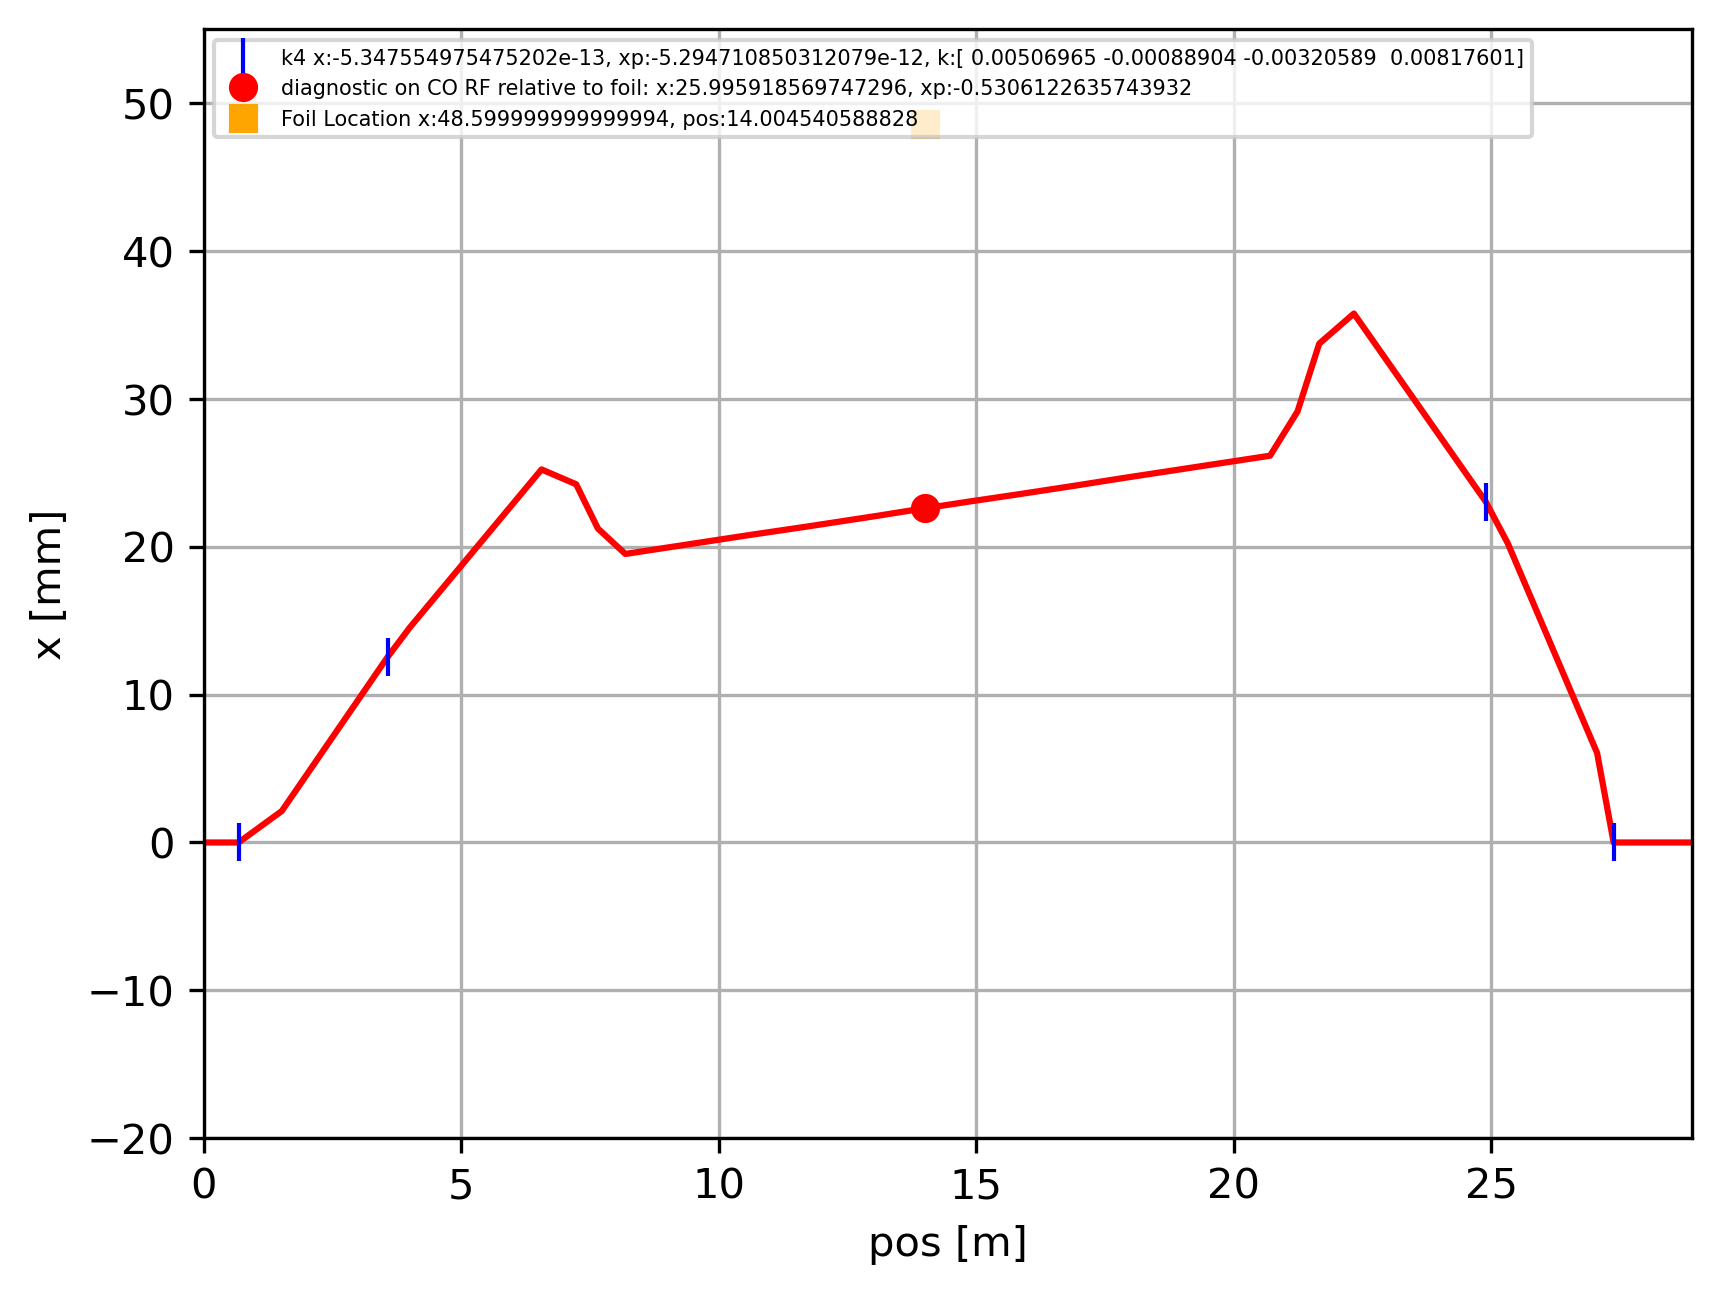 k4 x:-5.347554975475202e-13, xp:-5.294710850312079e-12, k:[ 0.00506965 -0.00088904 -0.00320589  0.00817601]
diagnostic on CO RF relative to foil: x:25.995918569747296, xp:-0.5306122635743932
Foil Location x:48.599999999999994, pos:14.004540588828
50
40
30
20
10
0
−10
−20
x [mm]
0 5 10 15 20 25
pos [m]